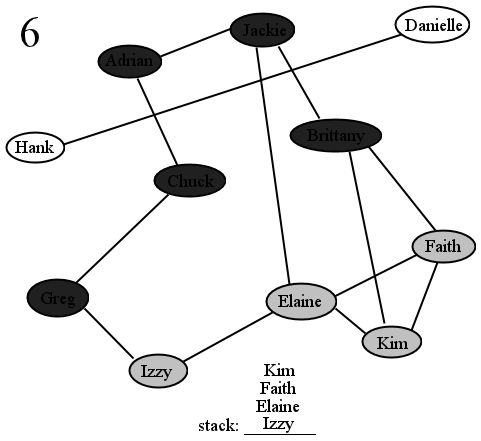 6
Danielle
Jackie
Adrian
Brittany
Hank
Chuck
Faith
Greg
Elaine
Kim
Izzy
Kim
Faith
Elaine
stack: Izzy